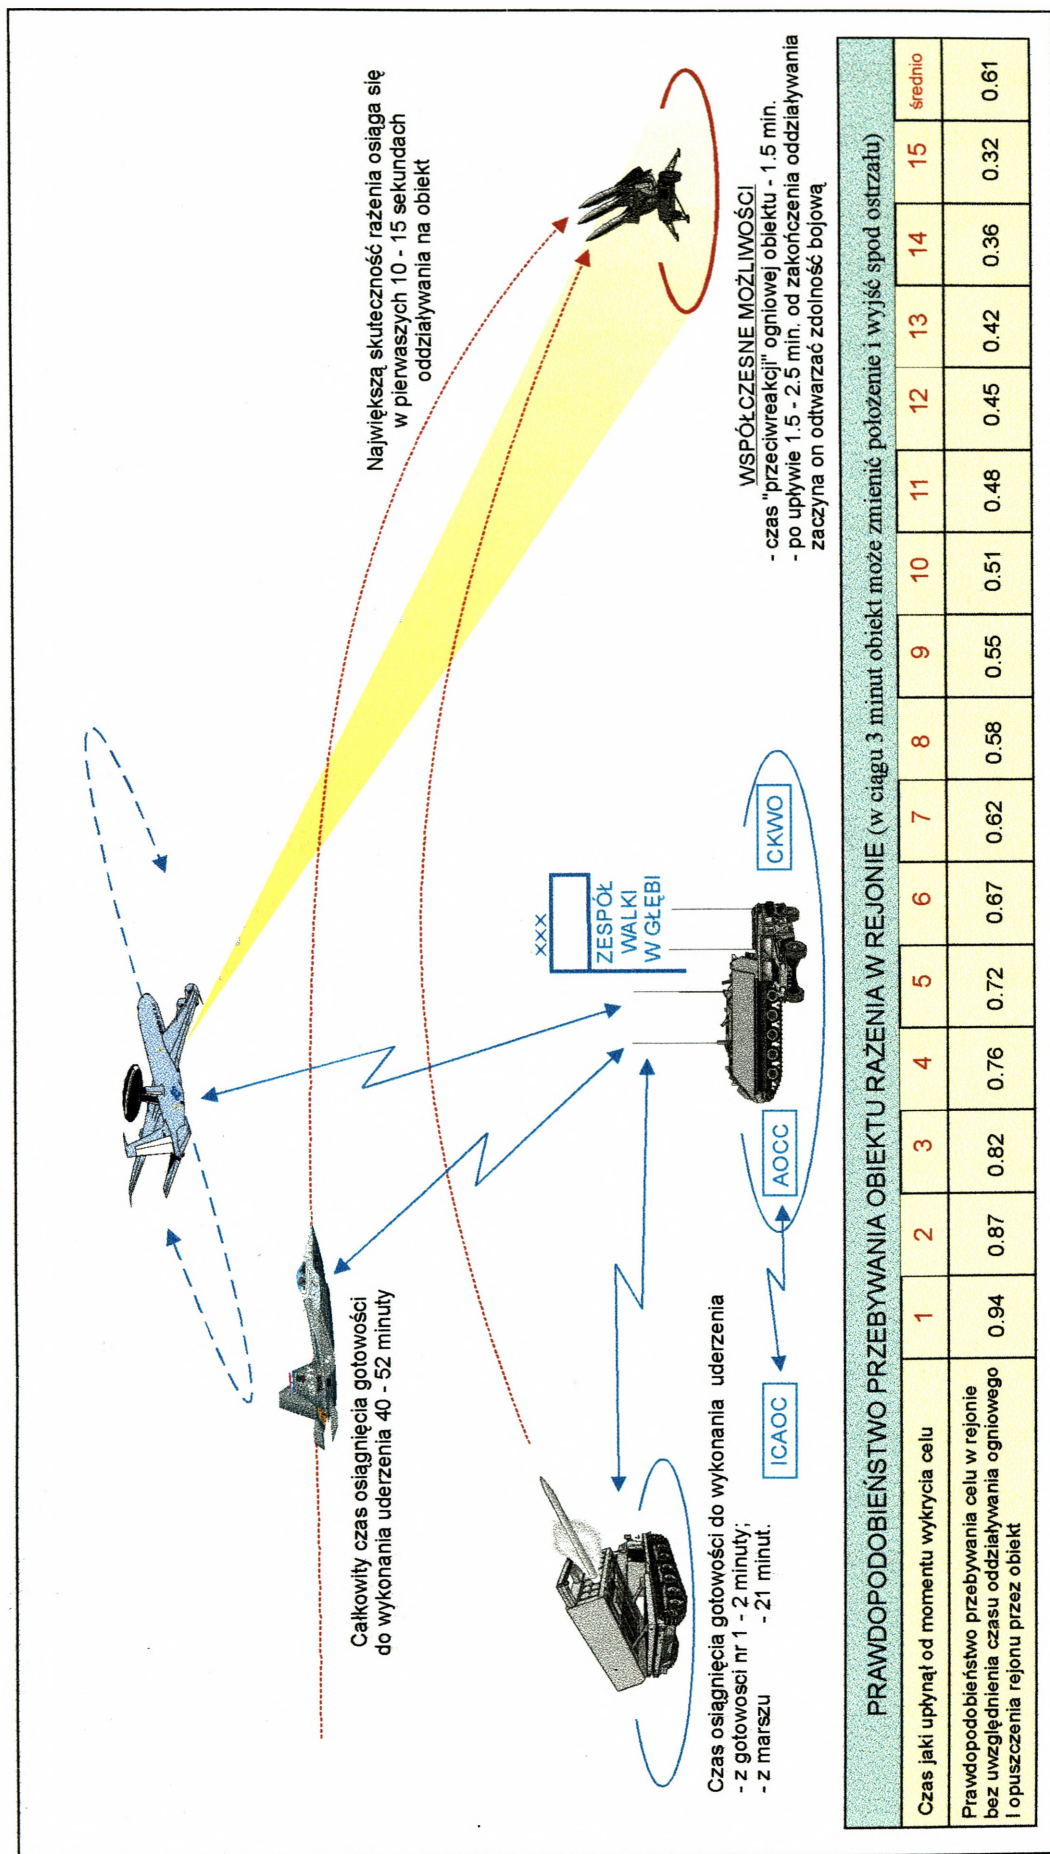 Największą skuteczność rażenia osiąga się
w pierwaszych 10 - 15 sekundach
oddziaływania na obiekt
Całkowity czas osiągnięcia gotowości
do wykonania uderzenia 40 - 52 minuty
XXX
ZESPÓŁ
WALKI
W GŁĘBI
Czas osiągnięcia gotowości do wykonania uderzenia
- z gotowosci nr 1 - 2 minuty;
- z marszu - 21 minut.
ICAOC
AOCC
CKWO
WSPÓŁCZESNE MOŻLIWOŚCI
- czas "przeciwreakcji" ogniowej obiektu - 1.5 min.
- po upływie 1.5 - 2.5 min. od zakończenia oddziaływania
zaczyna on odtwarzać zdolność bojową
PRAWDOPODOBIEŃSTWO PRZEBYWANIA OBIEKTU RAŻENIA W REJONIE (w ciągu 3 minut obiekt może zmienić położenie i wyjść spod ostrzału)
Czas jaki upłynął od momentu wykrycia celu 1 2 3 4 5 6 7 8 9 10 11 12 13 14 15 średnio
Prawdopodobieństwo przebywania celu w rejonie
bez uwzględnienia czasu oddziaływania ogniowego
I opuszczenia rejonu przez obiekt
0.94 0.87 0.82 0.76 0.72 0.67 0.62 0.58 0.55 0.51 0.48 0.45 0.42 0.36 0.32 0.61